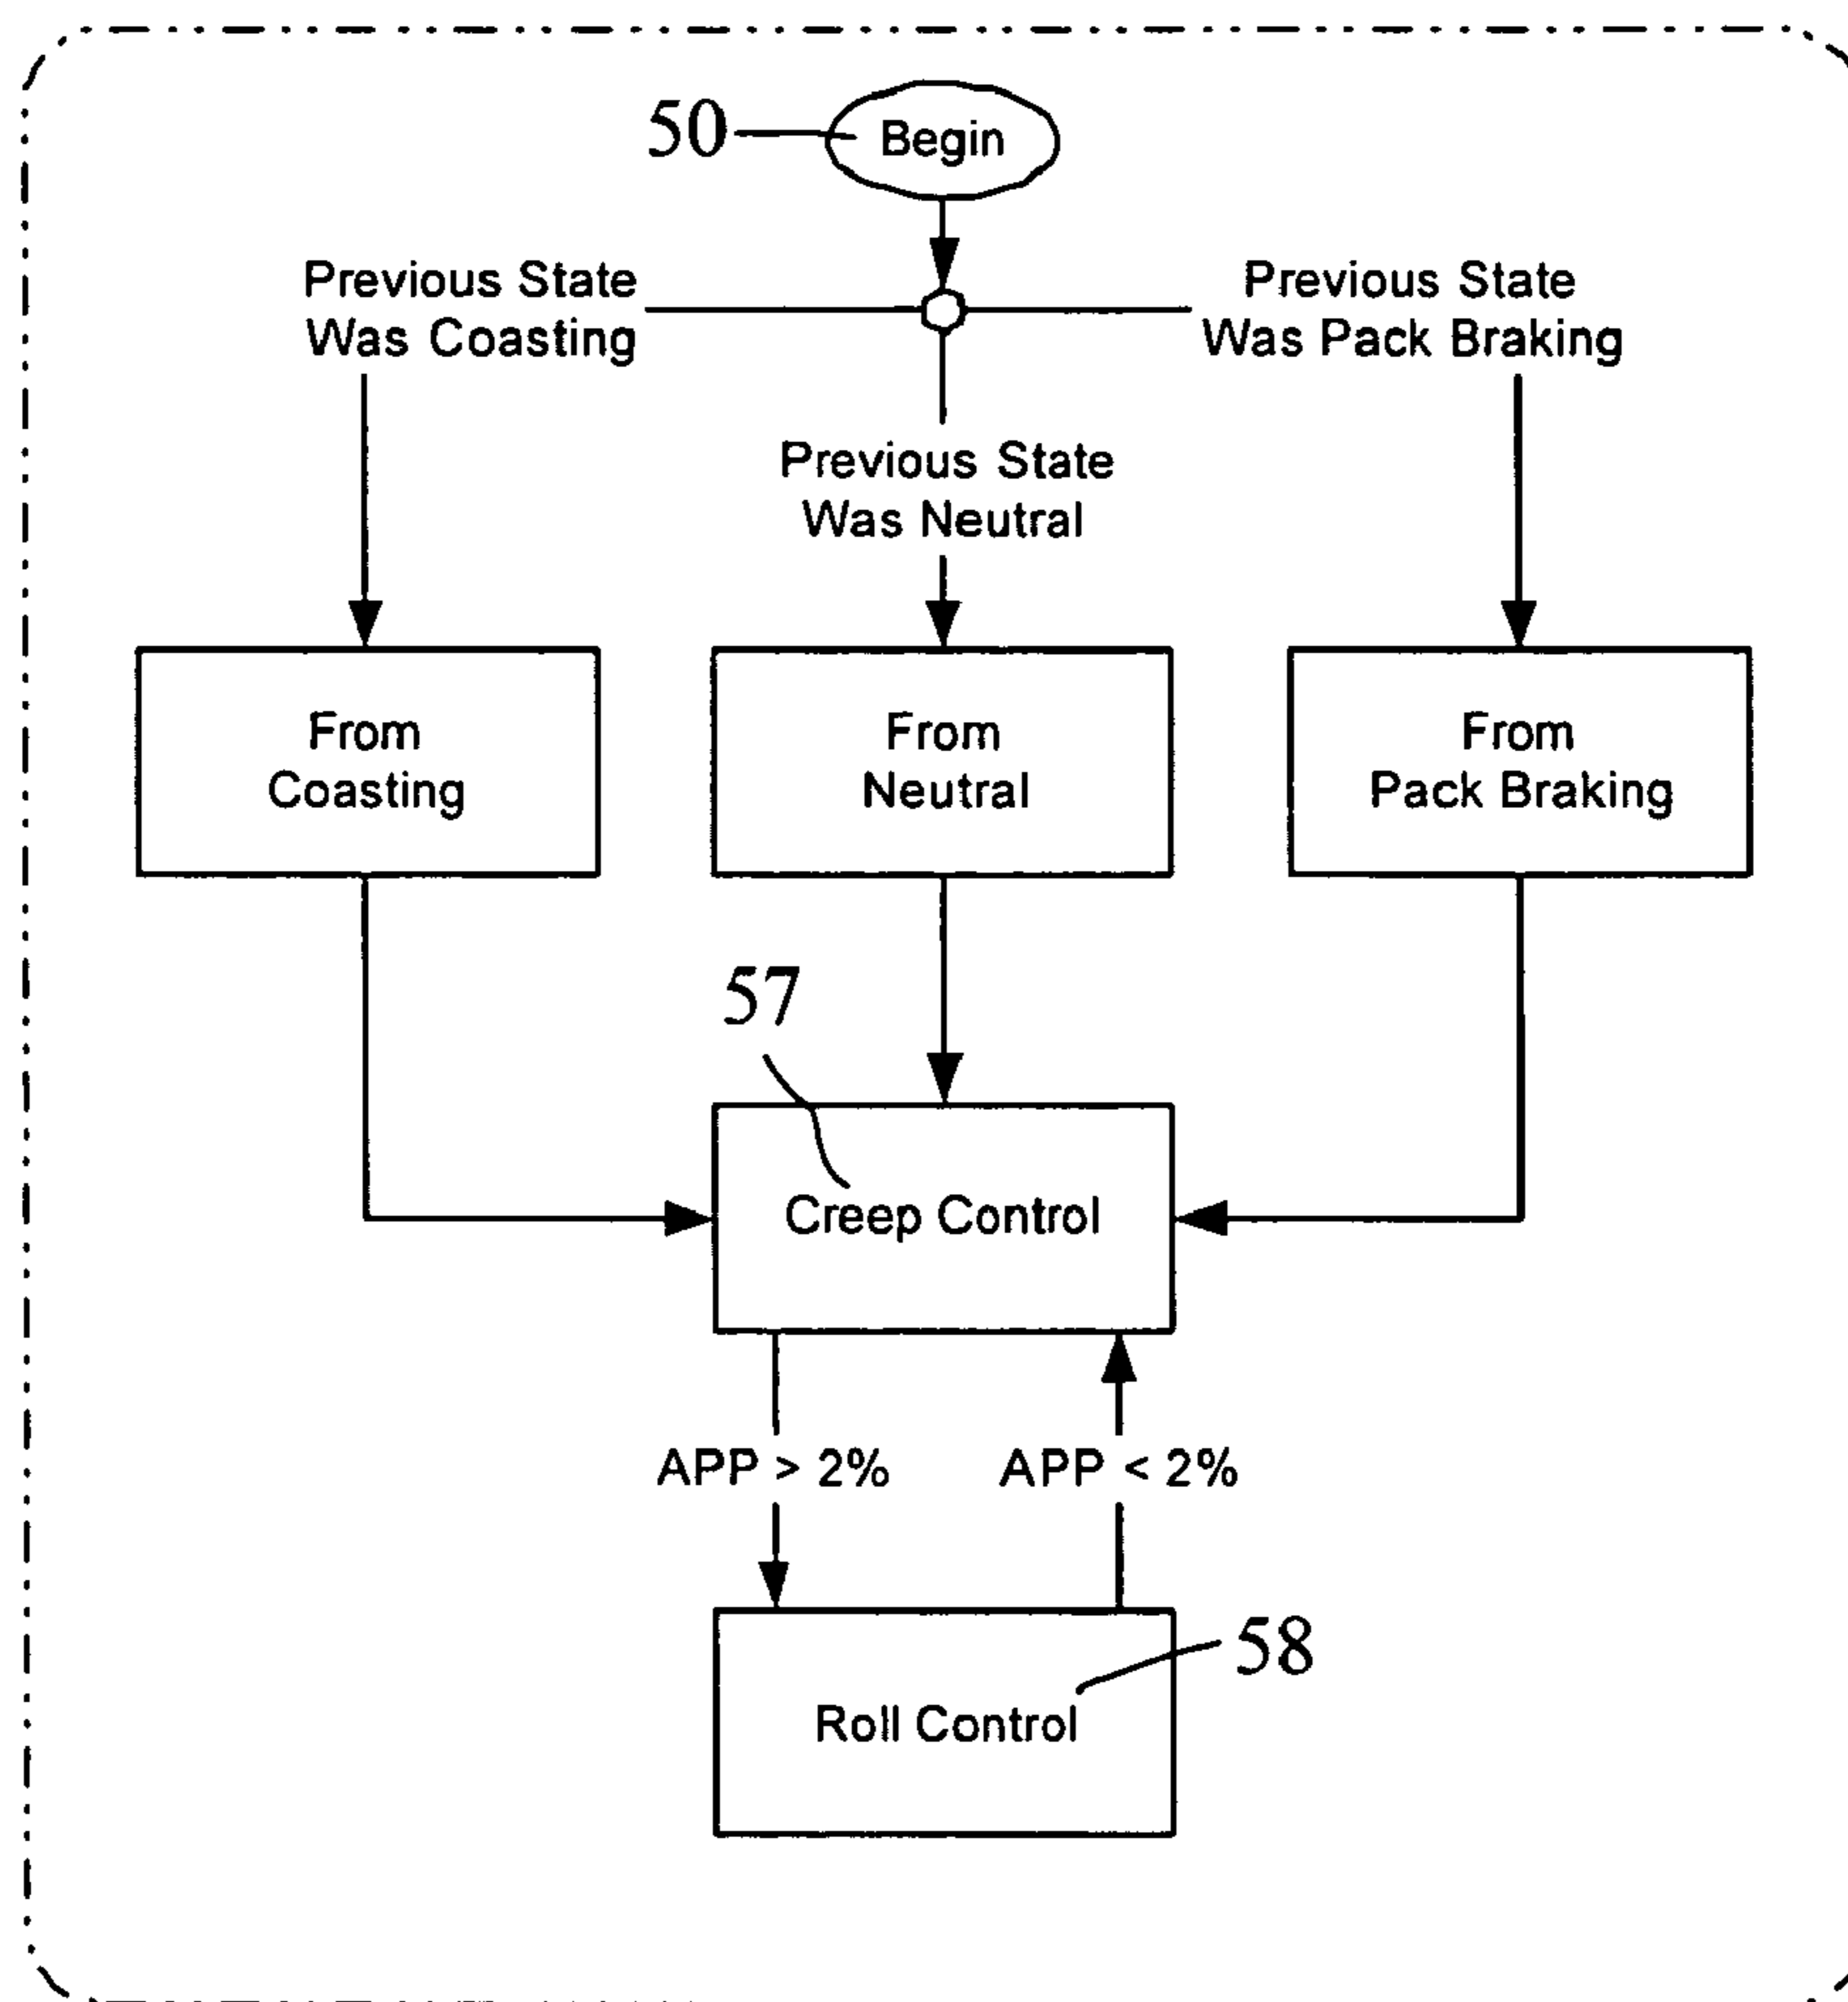 50
Begin
Previous State
Was Coasting
Previous State
Was Pack Braking
Previous State
Was Neutral
From
Coasting
From
Neutral
From
Pack Braking
57
Creep Control
APP > 2%
APP < 2%
58
Roll Control